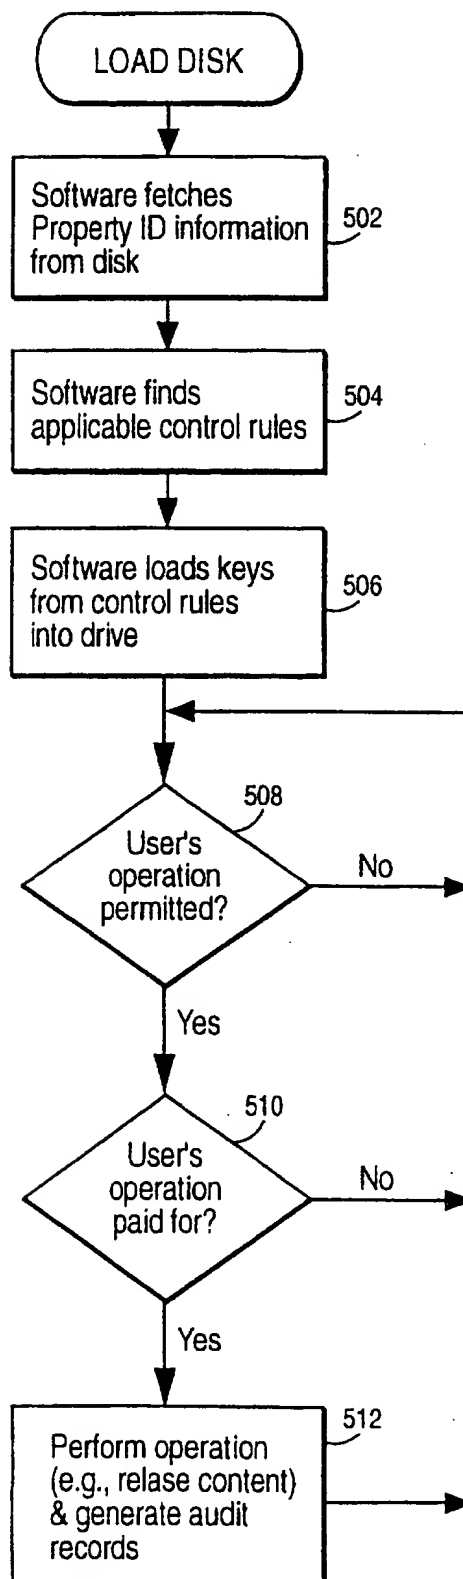 LOAD DISK
Software fetches
Property ID information
from disk
502
Software finds
applicable control rules
504
Software loads keys
from control rules
into drive
506
508
User's
operation
permitted?
No
Yes
510
User's
operation
paid for?
No
Yes
512
Perform operation
(e.g., relase content)
& generate audit
records